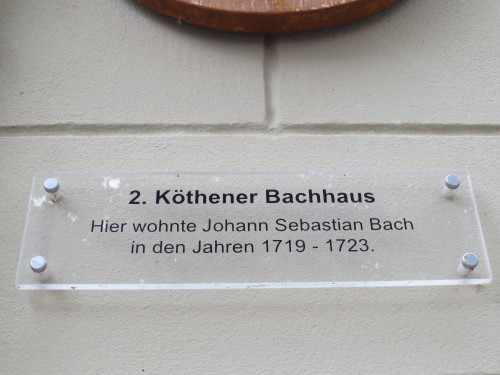 2. Köthener Bachhaus
Hier wohnte Johann Sebastian Bach
in den Jahren 1719 - 1723.